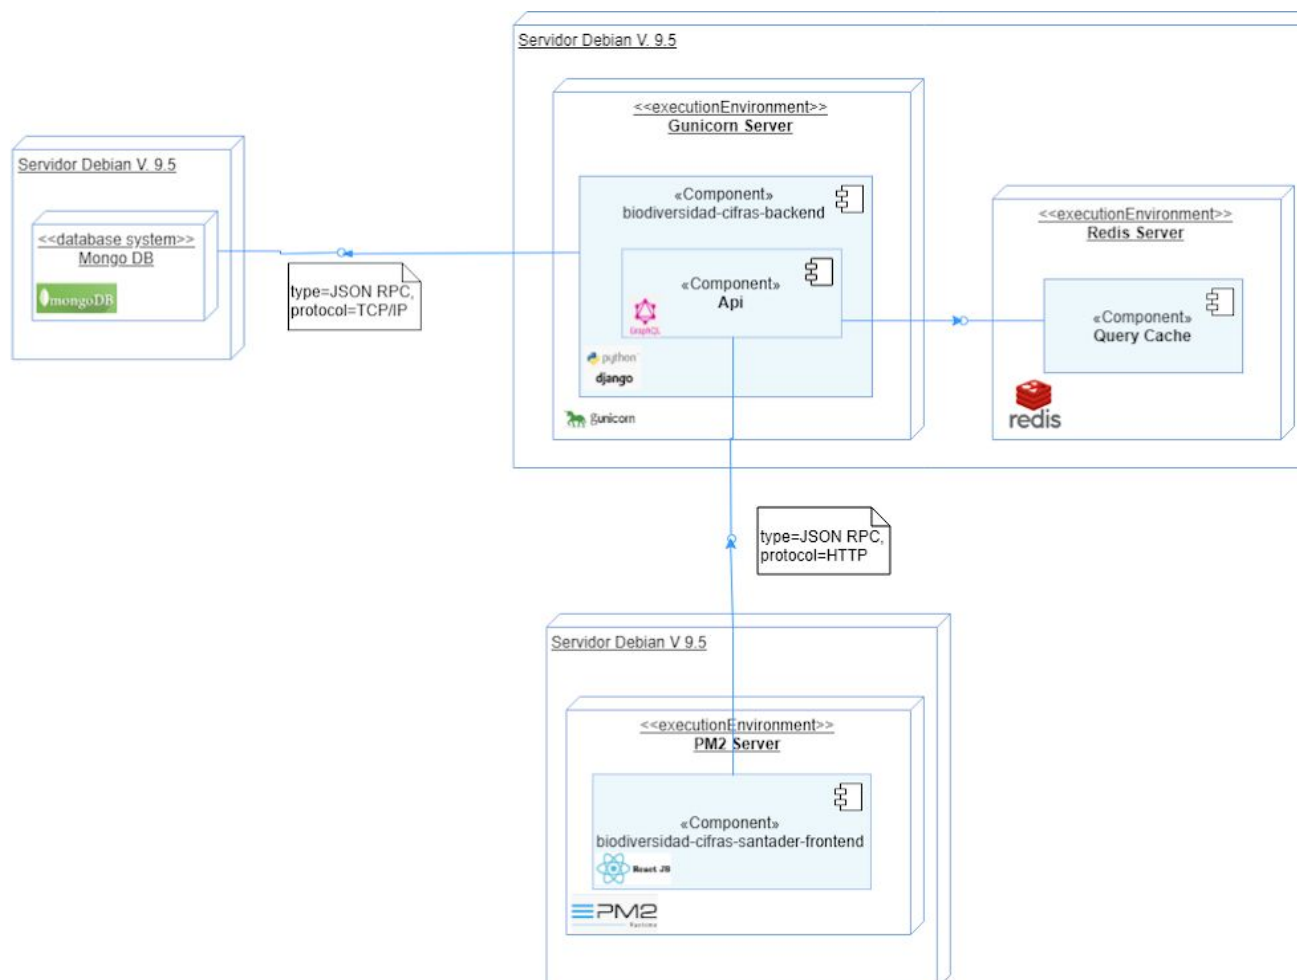 Servidor Debian V. 9.5
<<executionEnvironment>>
Gunicorn Server
«Component»
biodiversidad-cifras-backend
«Component»
Api
GraphQL
python
django
gunicorn
<<executionEnvironment>>
Redis Server
«Component»
Query Cache
redis
Servidor Debian V. 9.5
<<database system>>
Mongo DB
mongoDB
type=JSON RPC,
protocol=TCP/IP
type=JSON RPC,
protocol=HTTP
Servidor Debian V 9.5
<<executionEnvironment>>
PM2 Server
«Component»
biodiversidad-cifras-santader-frontend
React JS
PM2
Runtime